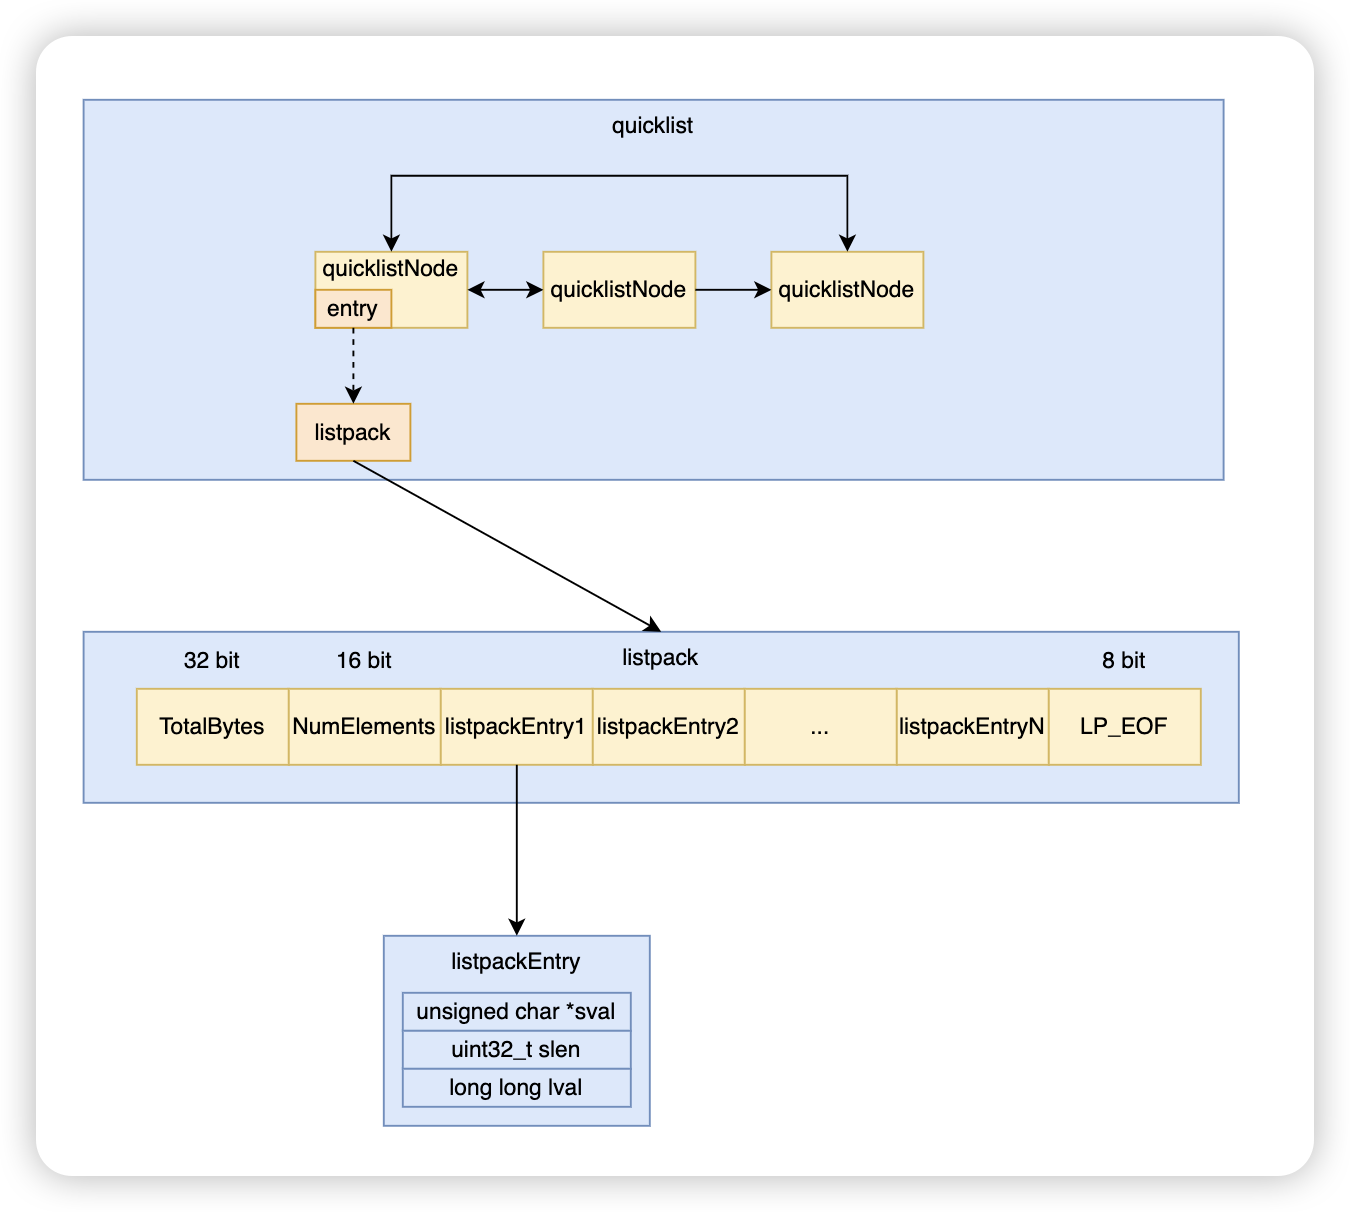 quicklist
quicklistNode
entry
quicklistNode
quicklistNode
listpack
32 bit
16 bit
listpack
8 bit
TotalBytes
NumElements
listpackEntry1
listpackEntry2
...
listpackEntryN
LP_EOF
listpackEntry
unsigned char *sval
uint32_t slen
long long lval